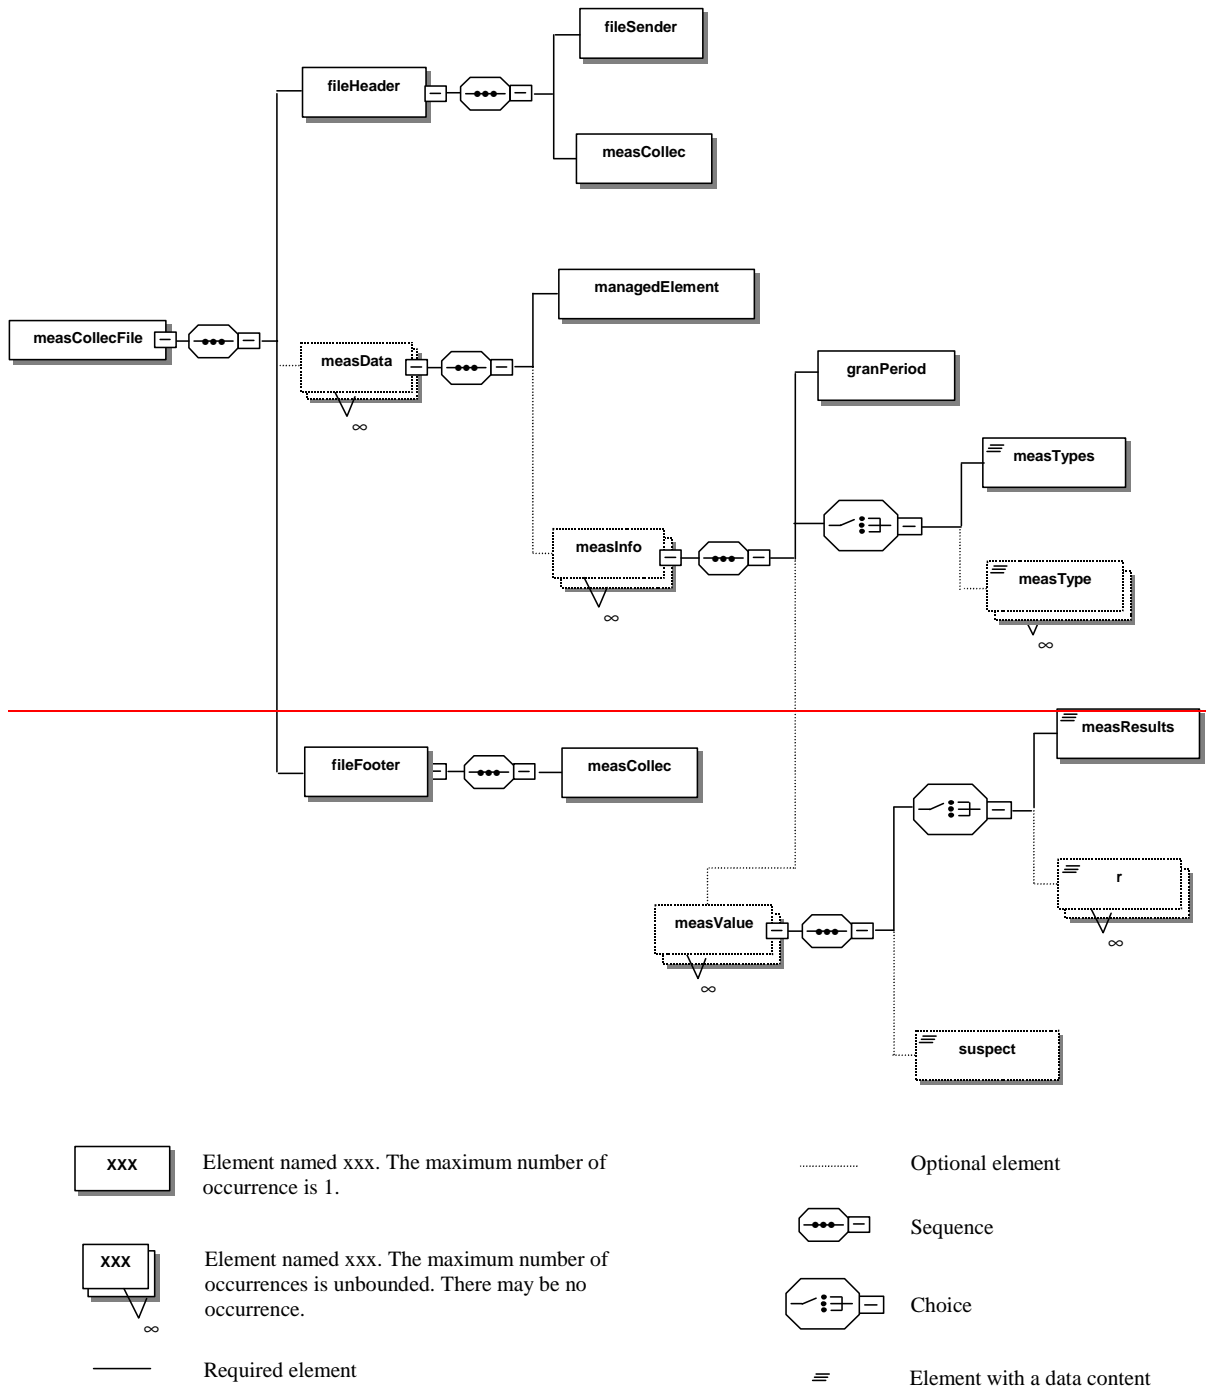 fileSender
fileHeader
measCollec
managedElement
measCollecFile
measData
∞
granPeriod
measTypes
measInfo
∞
measType
∞
measResults
fileFooter
measCollec
r
∞
measValue
∞
suspect
XXX
Element named xxx. The maximum number of
occurrence is 1.
Optional element
Sequence
XXX
∞
Element named xxx. The maximum number of
occurrences is unbounded. There may be no
occurrence.
Choice
Required element
Element with a data content